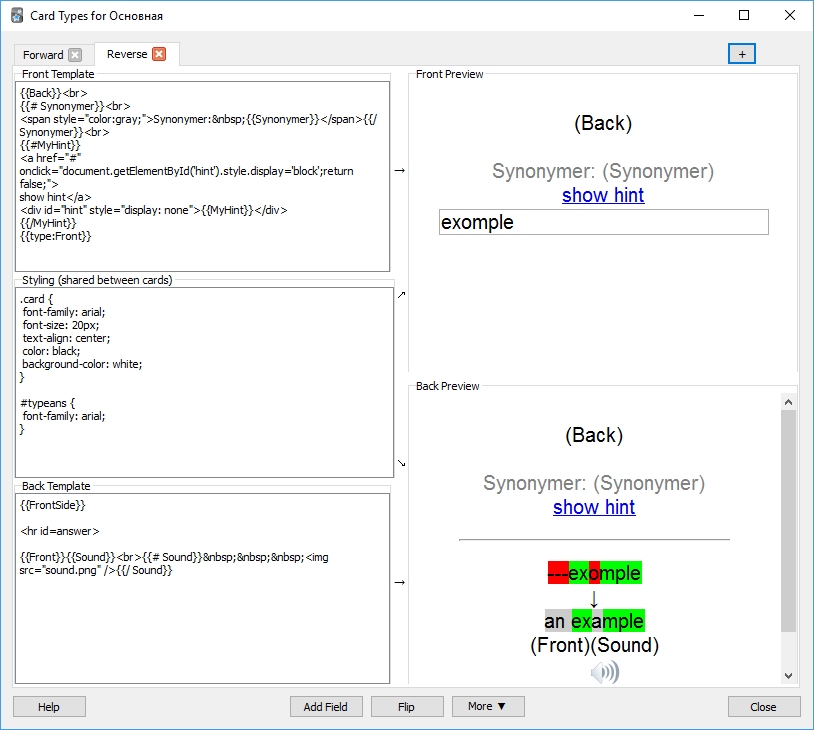 Card Types for Основная
Forward
Reverse
+
Front Template
{{Back}}<br>
{{# Synonymer}}<br>
<span style="color:gray;">Synonymer:&nbsp;{{Synonymer}}</span>{{/
Synonymer}}<br>
{{#MyHint}}
<a href="#"
onclick="document.getElementById('hint').style.display='block';return
false;">
show hint</a>
<div id="hint" style="display: none">{{MyHint}}</div>
{{/MyHint}}
{{type:Front}}
→
Styling (shared between cards)
.card {
font-family: arial;
font-size: 20px;
text-align: center;
color: black;
background-color: white;
}
#typeans {
font-family: arial;
}
Back Template
{{FrontSide}}
<hr id=answer>
{{Front}}{{Sound}}<br>{{# Sound}}&nbsp;&nbsp;&nbsp;<img
src="sound.png" />{{/ Sound}}
→
Front Preview
(Back)
Synonymer: (Synonymer)
show hint
exomple
Back Preview
(Back)
Synonymer: (Synonymer)
show hint
---exomple
↓
an example
(Front)(Sound)
Help
Add Field
Flip
More ▼
Close